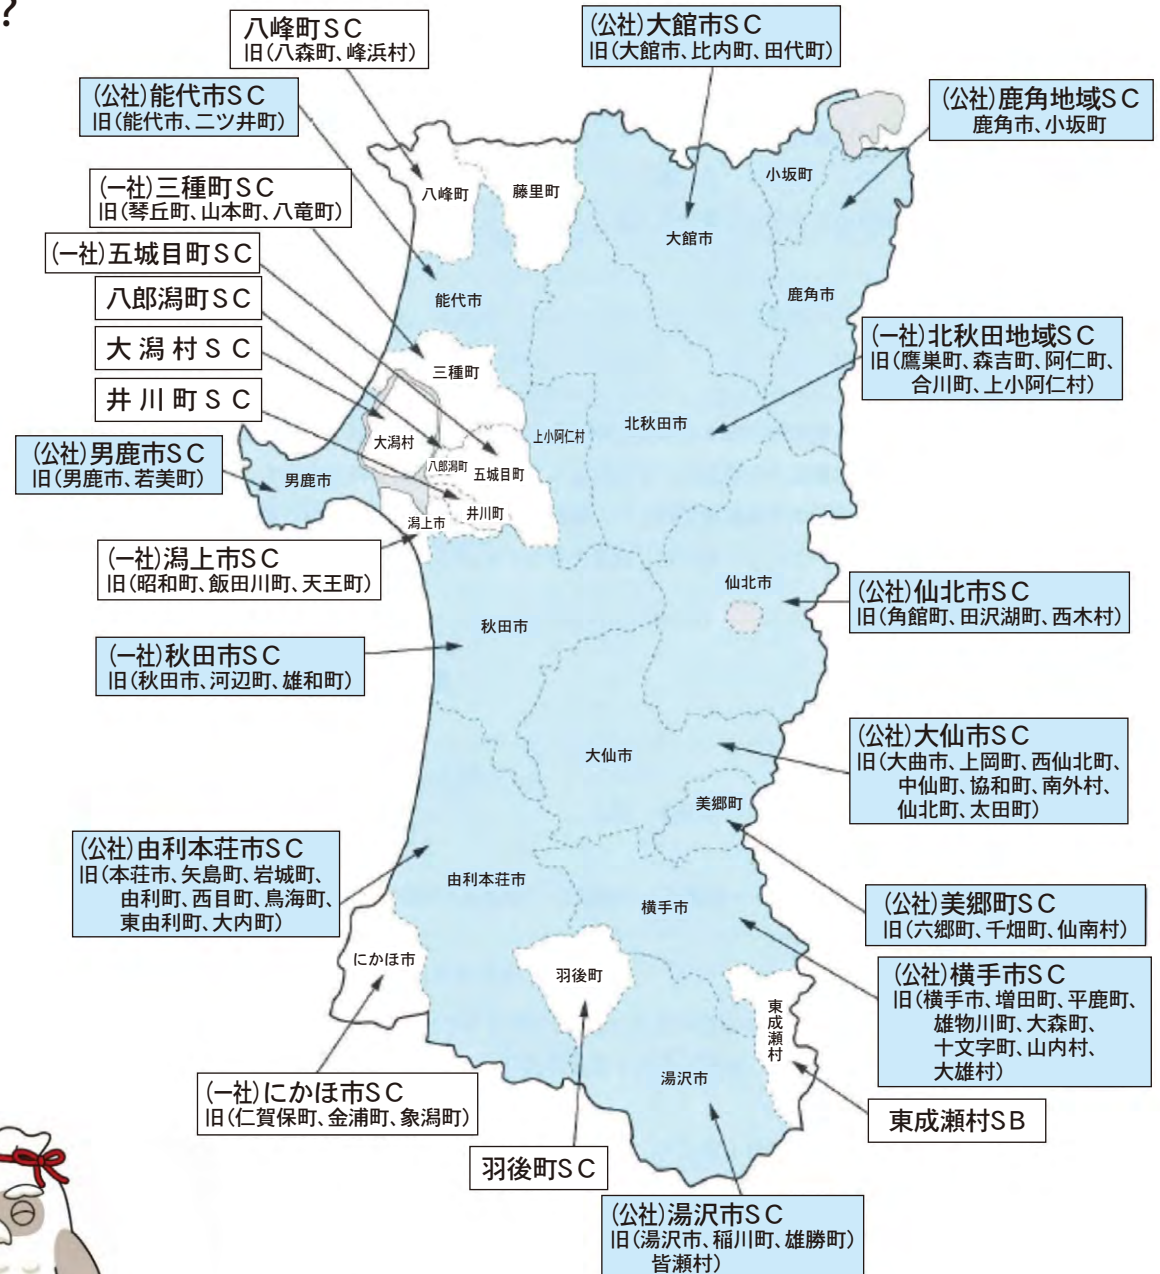 ?
八峰町SC
旧(八森町、峰浜村)
(公社)大館市SC
旧(大館市、比内町、田代町)
(公社)能代市SC
旧(能代市、二ツ井町)
(公社)鹿角地域SC
鹿角市、小坂町
(一社)三種町SC
旧(琴丘町、山本町、八竜町)
(一社)五城目町SC
八郎潟町SC
大潟村SC
井川町SC
(一社)北秋田地域SC
旧(鷹巣町、森吉町、阿仁町、
合川町、上小阿仁村)
(公社)男鹿市SC
旧(男鹿市、若美町)
(一社)潟上市SC
旧(昭和町、飯田川町、天王町)
(公社)仙北市SC
旧(角館町、田沢湖町、西木村)
(一社)秋田市SC
旧(秋田市、河辺町、雄和町)
(公社)大仙市SC
旧(大曲市、上岡町、西仙北町、
中仙町、協和町、南外村、
仙北町、太田町)
(公社)由利本荘市SC
旧(本荘市、矢島町、岩城町、
由利町、西目町、鳥海町、
東由利町、大内町)
(公社)美郷町SC
旧(六郷町、千畑町、仙南村)
(公社)横手市SC
旧(横手市、増田町、平鹿町、
雄物川町、大森町、
十文字町、山内村、
大雄村)
(一社)にかほ市SC
旧(仁賀保町、金浦町、象潟町)
東成瀬村SB
羽後町SC
(公社)湯沢市SC
旧(湯沢市、稲川町、雄勝町)
皆瀬村)
八峰町
藤里町
小坂町
大館市
鹿角市
能代市
三種町
大潟村
八郎潟町
五城目町
上小阿仁村
北秋田市
男鹿市
井川町
潟上市
仙北市
秋田市
大仙市
美郷町
由利本荘市
横手市
にかほ市
羽後町
東成瀬村
湯沢市